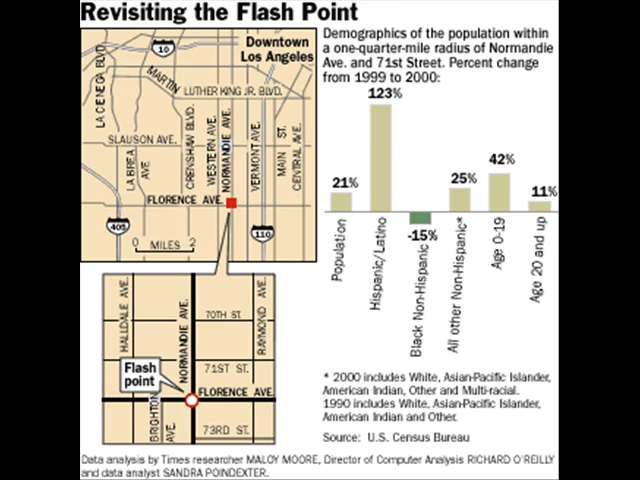 Revisiting the Flash Point
Demographics of the population within
a one-quarter-mile radius of Normandie
Ave. and 71st Street. Percent change
from 1999 to 2000:
10
Downtown
Los Angeles
LA CIENEGA BLVD.
MARTIN
LUTHER KING JR. BLVD.
SLAUSON AVE.
LA BREA
AVE
CRENSHAW BLVD.
WESTERN AVE.
NORMANDIE AVE.
VERMONT AVE.
MAIN ST.
CENTRAL AVE.
FLORENCE AVE.
405
110
0 MILES 2
HALLDALE AVE.
NORMANDIE AVE.
RAYMOND AVE.
70TH ST.
71ST ST.
Flash
point
FLORENCE AVE.
BRIGHTON
AVE.
73RD ST.
21%
123%
-15%
25%
42%
11%
Population
Hispanic/Latino
Black Non-Hispanic
All other Non-Hispanic*
Age 0-19
Age 20 and up
* 2000 includes White, Asian-Pacific Islander,
American Indian, Other and Multi-racial.
1990 includes White, Asian-Pacific Islander,
American Indian and Other.
Source: U.S. Census Bureau
Data analysis by Times researcher MALOY MOORE, Director of Computer Analysis RICHARD O'REILLY
and data analyst SANDRA POINDEXTER.